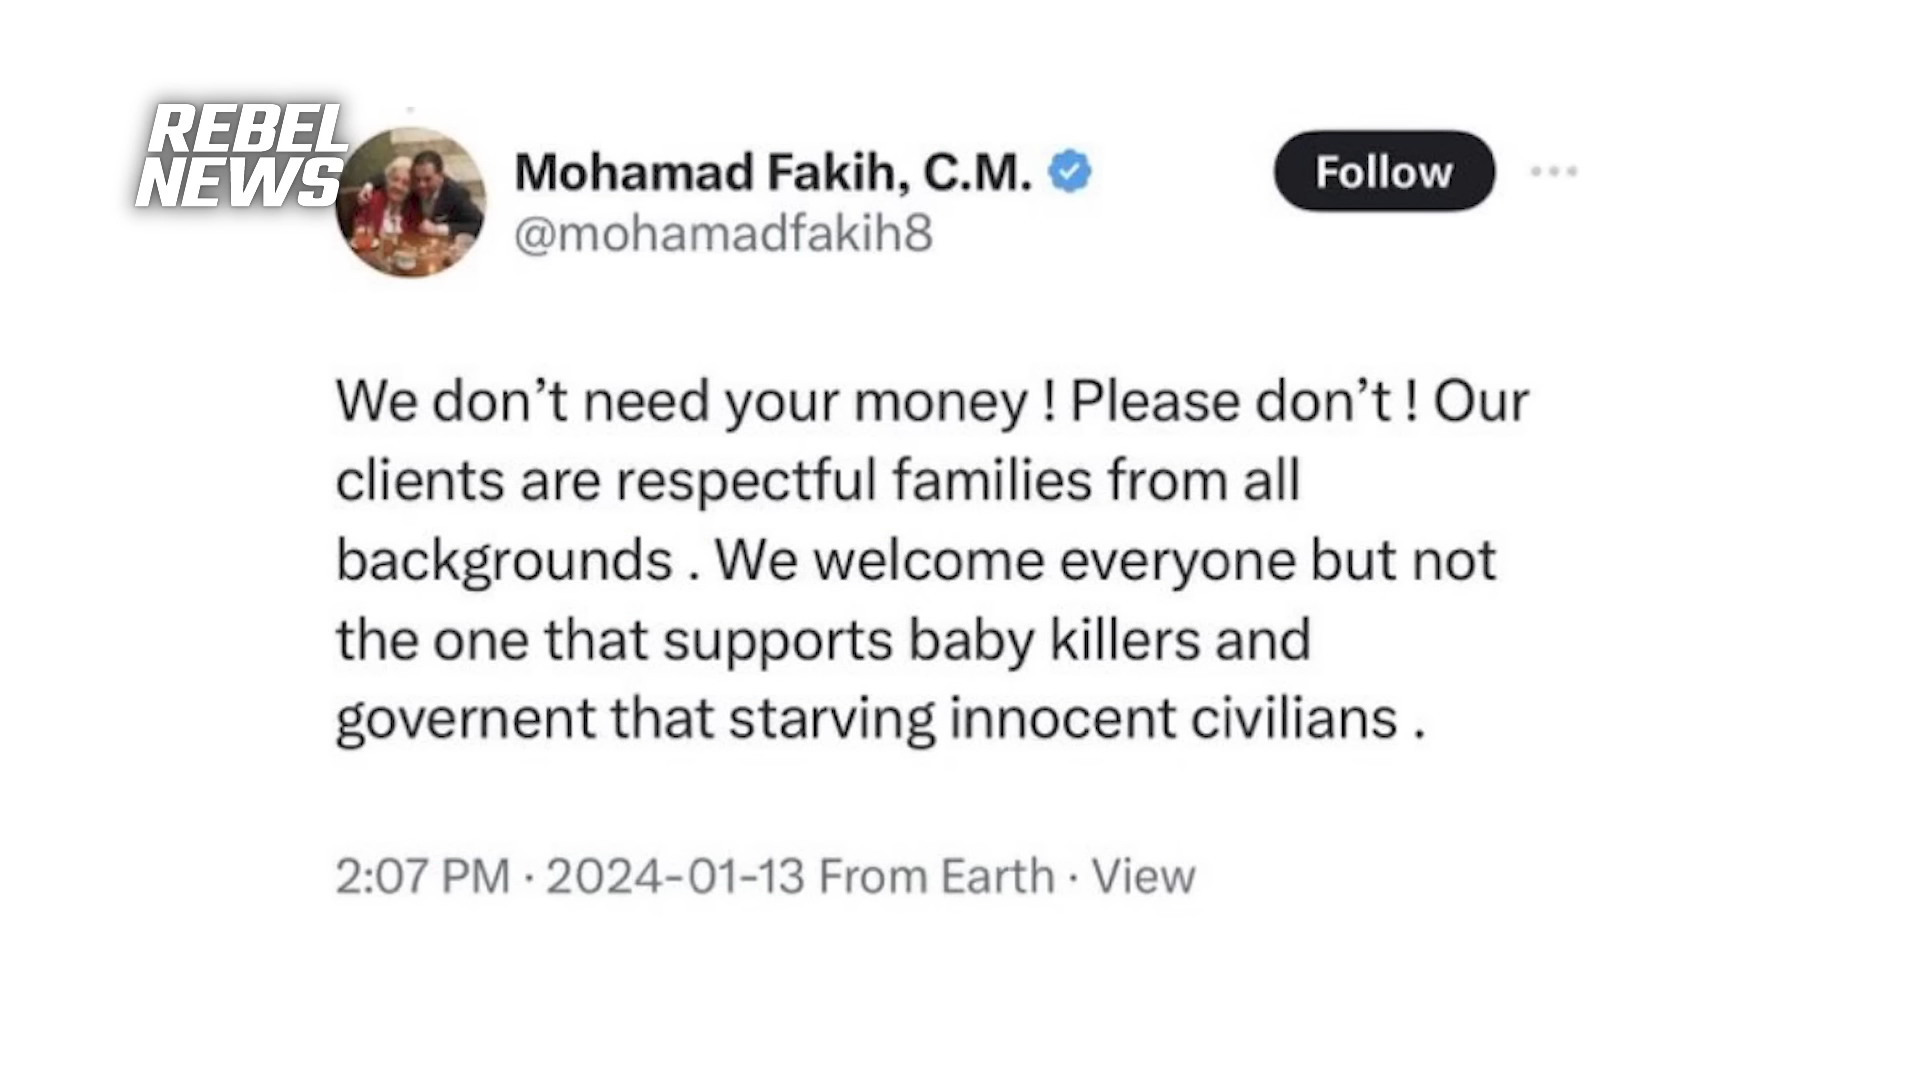 REBEL
NEWS
Mohamad Fakih, C.M.
@mohamadfakih8
Follow
We don’t need your money ! Please don’t ! Our
clients are respectful families from all
backgrounds . We welcome everyone but not
the one that supports baby killers and
governent that starving innocent civilians .
2:07 PM · 2024-01-13 From Earth · View